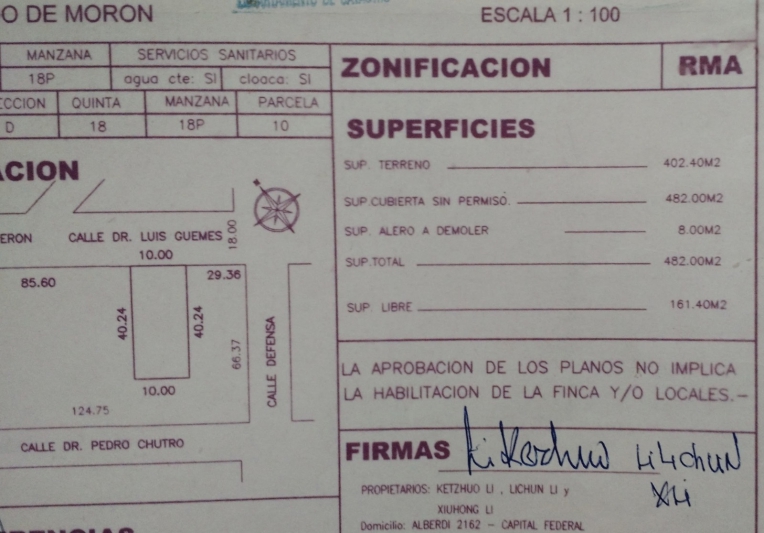 O DE MORON
ESCALA 1 : 100
MANZANA SERVICIOS SANITARIOS
18P agua cte: SI cloaca: SI
CCION QUINTA MANZANA PARCELA
D 18 18P 10
ZONIFICACION RMA
SUPERFICIES
SUP. TERRENO 402.40M2
SUP.CUBIERTA SIN PERMISO. 482.00M2
SUP. ALERO A DEMOLER 8.00M2
SUP.TOTAL 482.00M2
SUP. LIBRE 161.40M2
ACION
ERON CALLE DR. LUIS GUEMES 18.00
10.00
85.60 29.36
40.24 40.24
66.37
CALLE DEFENSA
10.00
124.75
CALLE DR. PEDRO CHUTRO
LA APROBACION DE LOS PLANOS NO IMPLICA
LA HABILITACION DE LA FINCA Y/O LOCALES.-
FIRMAS
PROPIETARIOS: KETZHUO LI , LICHUN LI y
XIUHONG LI
Domicilio: ALBERDI 2162 - CAPITAL FEDERAL